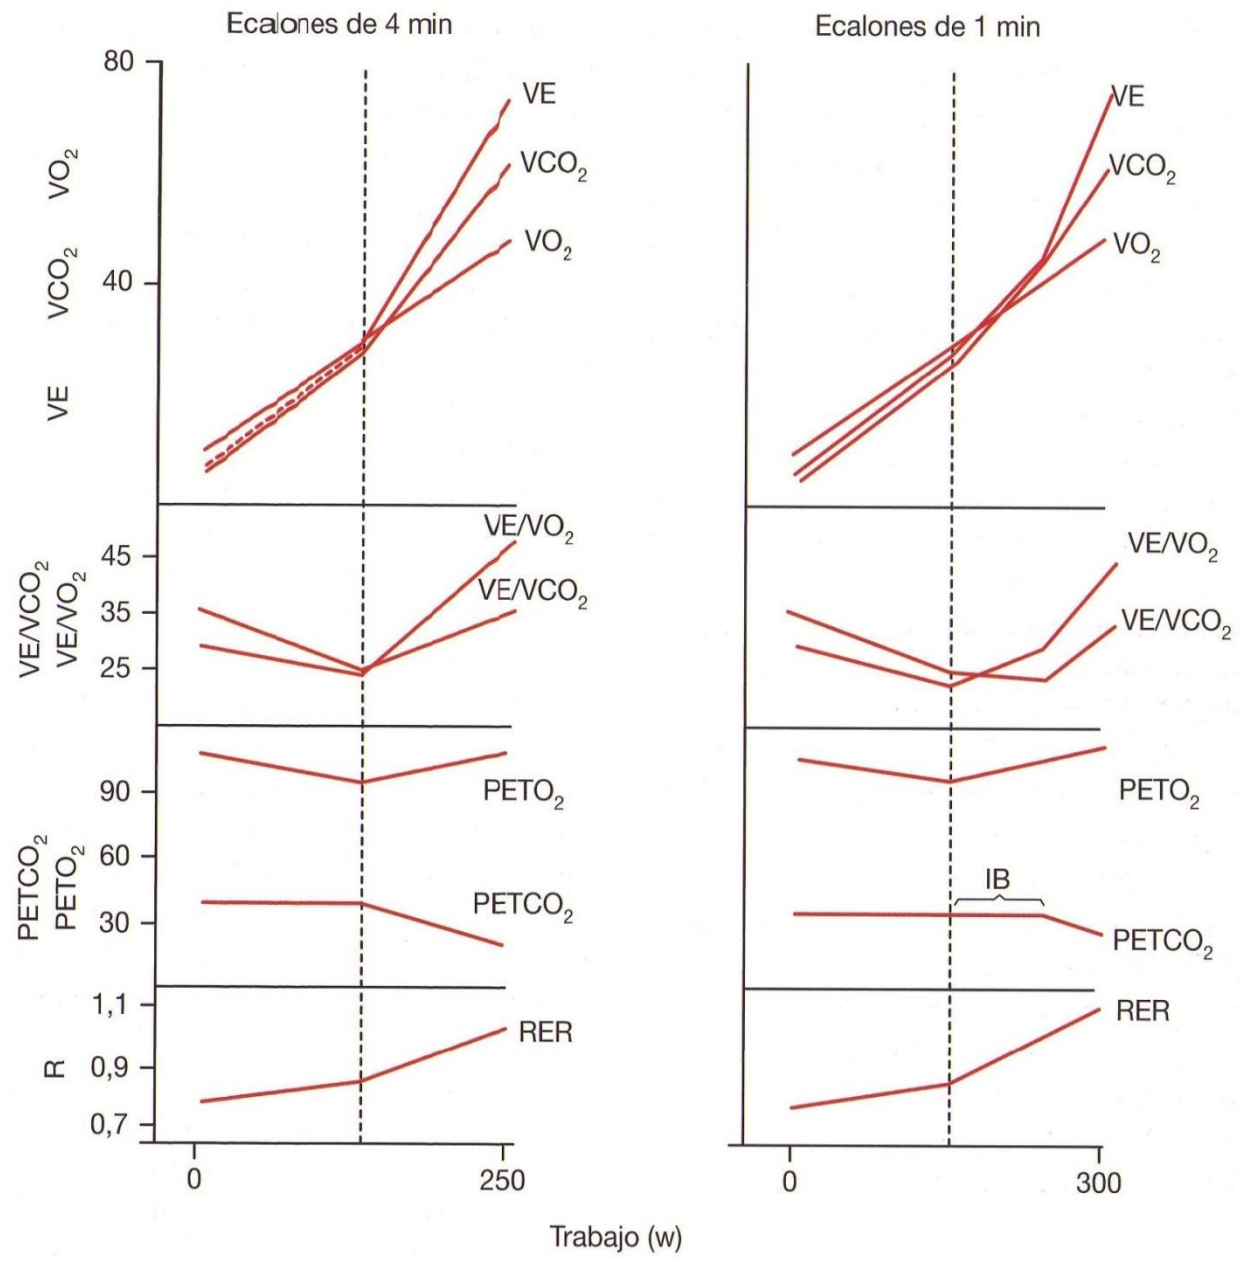 Ecalones de 4 min
80
40
VO₂
VCO₂
VE
VE
VCO₂
VO₂
45
35
25
VE/VCO₂
VE/VO₂
VE/VO₂
VE/VCO₂
90
60
30
PETCO₂
PETO₂
PETO₂
PETCO₂
1,1
0,9
0,7
R
RER
0
250
Ecalones de 1 min
VE
VCO₂
VO₂
VE/VO₂
VE/VCO₂
PETO₂
IB
PETCO₂
RER
0
300
Trabajo (w)